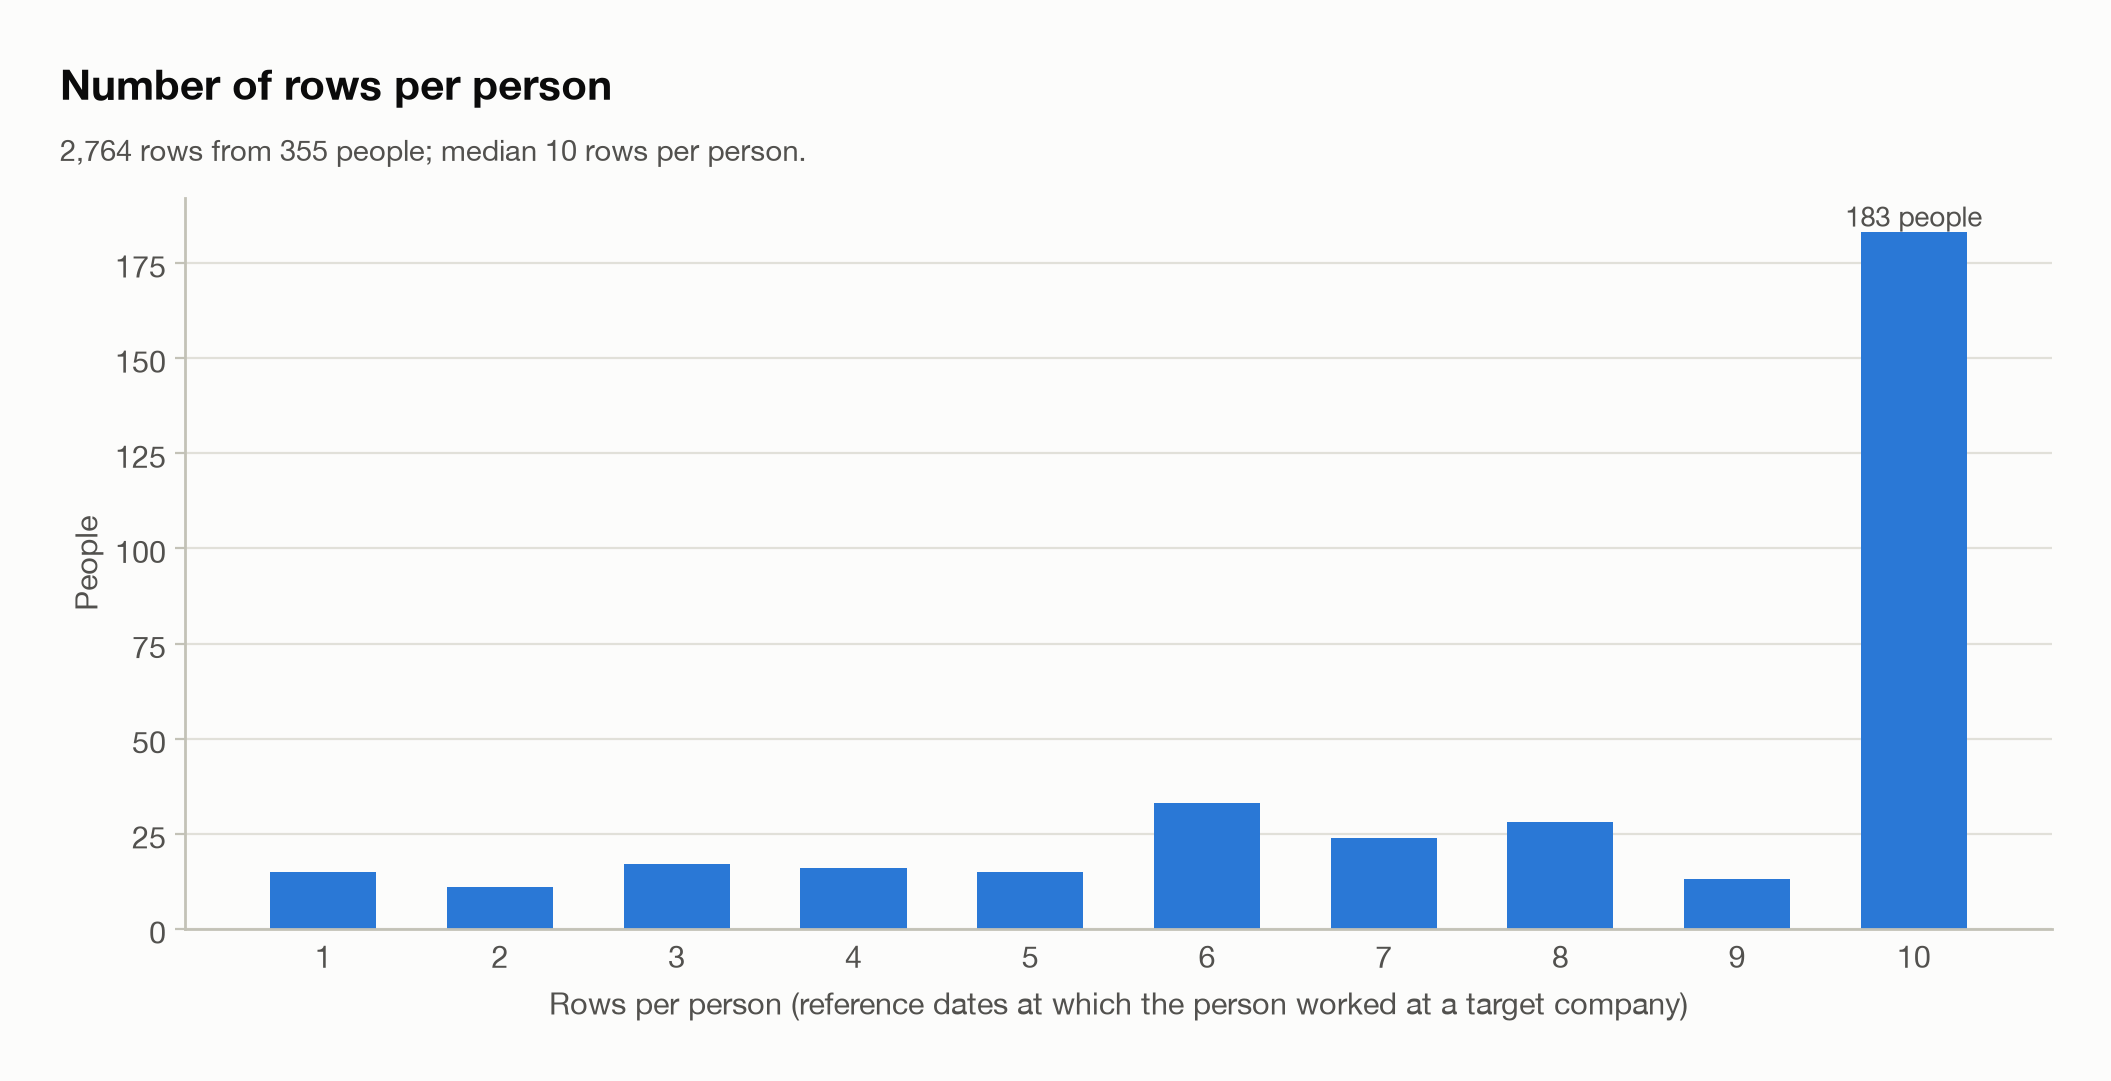 Number of rows per person
2,764 rows from 355 people; median 10 rows per person.
183 people
175
150
125
100
75
50
25
0
People
1 2 3 4 5 6 7 8 9 10
Rows per person (reference dates at which the person worked at a target company)